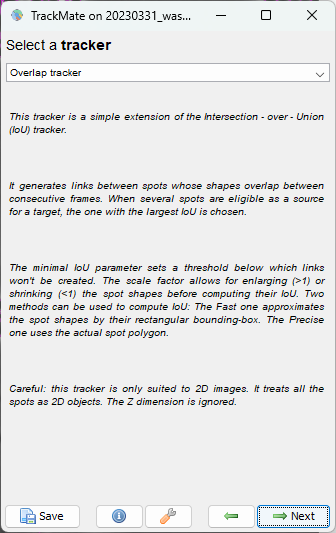 TrackMate on 20230331_was...
Select a tracker
Overlap tracker
This tracker is a simple extension of the Intersection - over - Union
(IoU) tracker.
It generates links between spots whose shapes overlap between
consecutive frames. When several spots are eligible as a source
for a target, the one with the largest IoU is chosen.
The minimal IoU parameter sets a threshold below which links
won't be created. The scale factor allows for enlarging (>1) or
shrinking (<1) the spot shapes before computing their IoU. Two
methods can be used to compute IoU: The Fast one approximates
the spot shapes by their rectangular bounding-box. The Precise
one uses the actual spot polygon.
Careful: this tracker is only suited to 2D images. It treats all the
spots as 2D objects. The Z dimension is ignored.
Save
Next